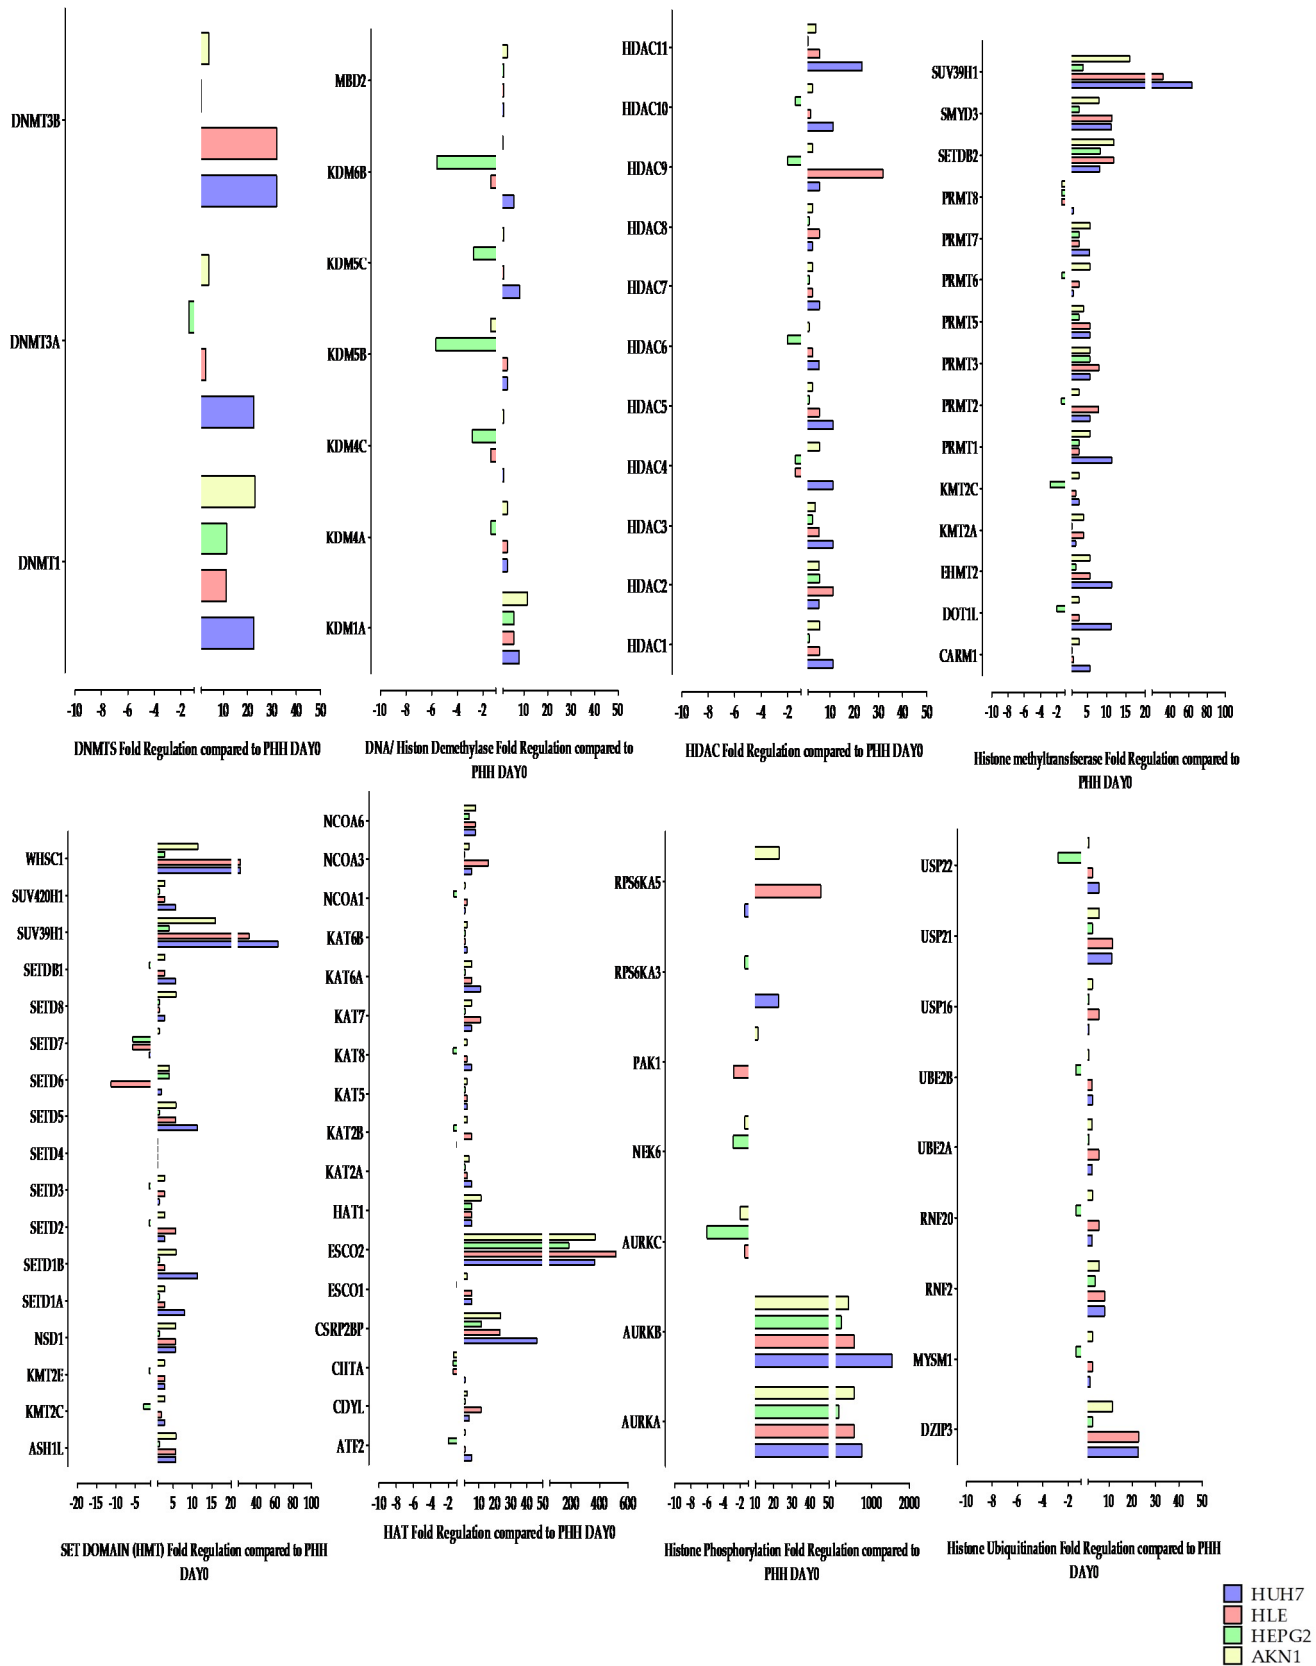 DNMT3B
DNMT3A
DNMT1
-10 -8 -6 -4 -2 10 20 30 40 50
DNMTS Fold Regulation compared to PHH DAY0
MBD2
KDM6B
KDM5C
KDM5B
KDM4C
KDM4A
KDM1A
-10 -8 -6 -4 -2 10 20 30 40 50
DNA/ Histon Demethylase Fold Regulation compared to
PHH DAY0
HDAC11
HDAC10
HDAC9
HDAC8
HDAC7
HDAC6
HDAC5
HDAC4
HDAC3
HDAC2
HDAC1
-10 -8 -6 -4 -2 10 20 30 40 50
HDAC Fold Regulation compared to PHH DAY0
SUV39H1
SMYD3
SETDB2
PRMT8
PRMT7
PRMT6
PRMT5
PRMT3
PRMT2
PRMT1
KMT2C
KMT2A
EHMT2
DOT1L
CARM1
-10 -8 -6 -4 -2 5 10 15 20 40 60 80 100
Histone methyltransfserase Fold Regulation compared to
PHH DAY0
WHSC1
SUV420H1
SUV39H1
SETDB1
SETD8
SETD7
SETD6
SETD5
SETD4
SETD3
SETD2
SETD1B
SETD1A
NSD1
KMT2E
KMT2C
ASH1L
-20 -15 -10 -5 5 10 15 20 40 60 80 100
SET DOMAIN (HMT) Fold Regulation compared to PHH
DAY0
NCOA6
NCOA3
NCOA1
KAT6B
KAT6A
KAT7
KAT8
KAT5
KAT2B
KAT2A
HAT1
ESCO2
ESCO1
CSRP2BP
CIITA
CDYL
ATF2
-10 -8 -6 -4 -2 10 20 30 40 50 200 400 600
HAT Fold Regulation compared to PHH DAY0
RPS6KA5
RPS6KA3
PAK1
NEK6
AURKC
AURKB
AURKA
-10 -8 -6 -4 -2 10 20 30 40 50 1000 2000
Histone Phosphorylation Fold Regulation compared to
PHH DAY0
USP22
USP21
USP16
UBE2B
UBE2A
RNF20
RNF2
MYSM1
DZIP3
-10 -8 -6 -4 -2 10 20 30 40 50
Histone Ubiquitination Fold Regulation compared to PHH
DAY0
HUH7
HLE
HEPG2
AKN1